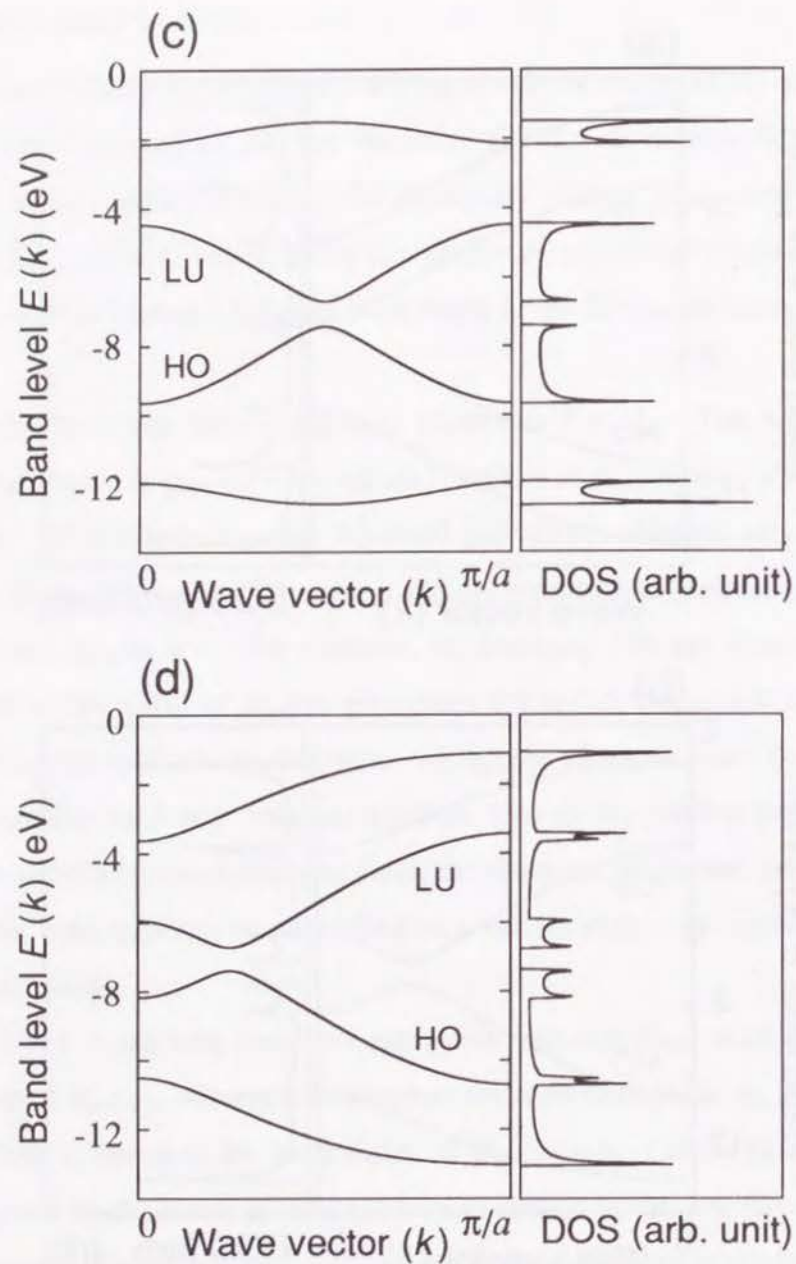 (c)
0
-4
-8
-12
Band level E (k) (eV)
LU
HO
0
Wave vector (k)
π/a
DOS (arb. unit)
(d)
0
-4
-8
-12
Band level E (k) (eV)
LU
HO
0
Wave vector (k)
π/a
DOS (arb. unit)